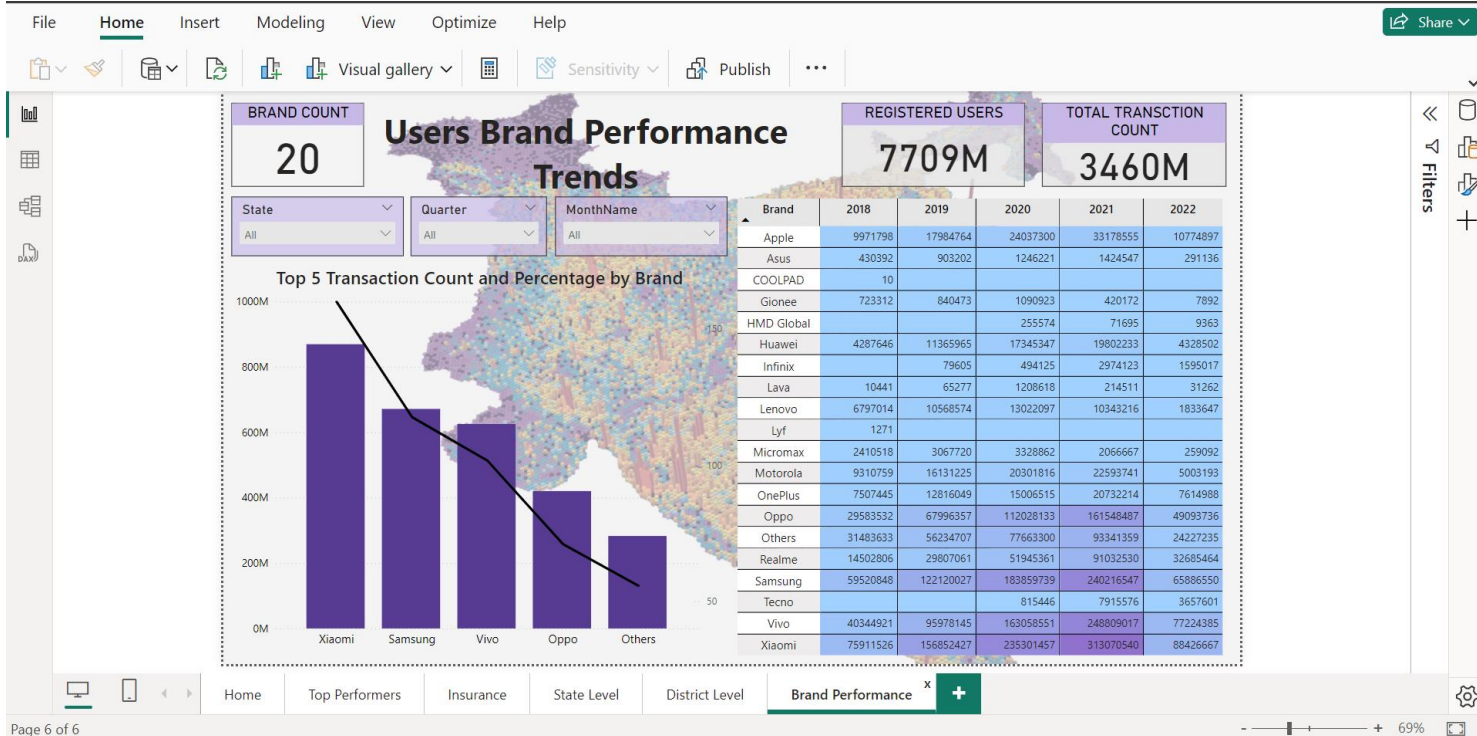 File Home Insert Modeling View Optimize Help Share
Visual gallery Sensitivity Publish ...
BRAND COUNT
20
Users Brand Performance
Trends
REGISTERED USERS
7709M
TOTAL TRANSCTION
COUNT
3460M
State Quarter MonthName
All All All
Top 5 Transaction Count and Percentage by Brand
1000M
800M
600M
400M
200M
0M
150
100
50
Xiaomi Samsung Vivo Oppo Others
Brand 2018 2019 2020 2021 2022
Apple 9971798 17984764 24037300 33178555 10774897
Asus 430392 903202 1246221 1424547 291136
COOLPAD 10
Gionee 723312 840473 1090923 420172 7892
HMD Global 255574 71695 9363
Huawei 4287646 11365965 17345347 19802233 4328502
Infinix 79605 494125 2974123 1595017
Lava 10441 65277 1208618 214511 31262
Lenovo 6797014 10568574 13022097 10343216 1833647
Lyf 1271
Micromax 2410518 3067720 3328862 2066667 259092
Motorola 9310759 16131225 20301816 22593741 5003193
OnePlus 7507445 12816049 15006515 20732214 7614988
Oppo 29583532 67996357 112028133 161548487 49093736
Others 31483633 56234707 77663300 93341359 24227235
Realme 14502806 29807061 51945361 91032530 32685464
Samsung 59520848 122120027 183859739 240216547 65886550
Tecno 815446 7915576 3657601
Vivo 40344921 95978145 163058551 248809017 77224385
Xiaomi 75911526 156852427 235301457 313070540 88426667
Filters
DAX
Home Top Performers Insurance State Level District Level Brand Performance x +
Page 6 of 6
- + 69%